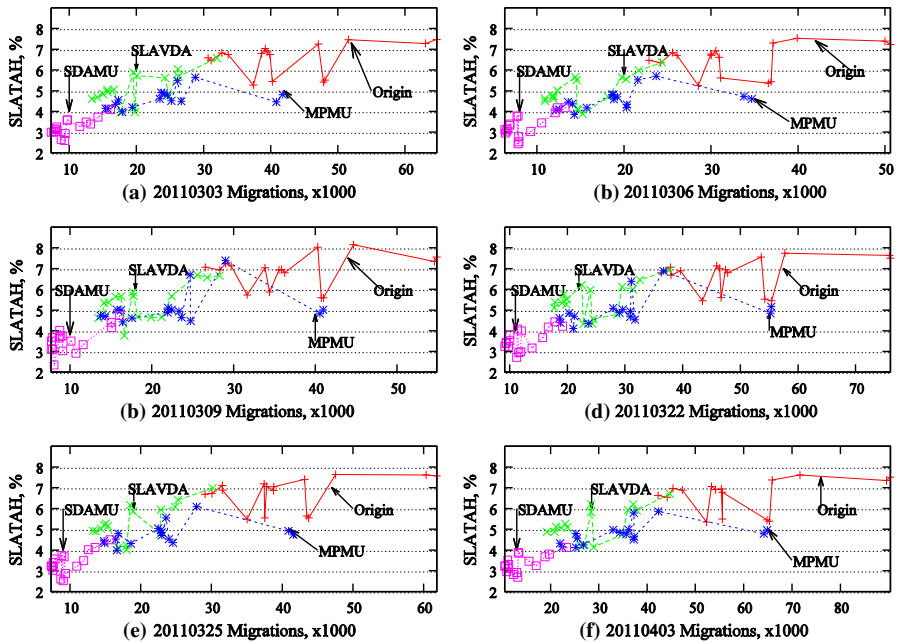 SLATAH, %
8
7
6
5
4
3
2
SDAMU
SLAVDA
Origin
MPMU
10 20 30 40 50 60
(a) 20110303 Migrations, x1000
SLATAH, %
8
7
6
5
4
3
2
SDAMU
SLAVDA
Origin
MPMU
10 20 30 40 50
(b) 20110306 Migrations, x1000
SLATAH, %
8
7
6
5
4
3
2
SDAMU
SLAVDA
Origin
MPMU
10 20 30 40 50
(b) 20110309 Migrations, x1000
SLATAH, %
8
7
6
5
4
3
2
SDAMU
SLAVDA
Origin
MPMU
10 20 30 40 50 60 70
(d) 20110322 Migrations, x1000
SLATAH, %
8
7
6
5
4
3
2
SDAMU
SLAVDA
Origin
MPMU
10 20 30 40 50 60
(e) 20110325 Migrations, x1000
SLATAH, %
8
7
6
5
4
3
2
SDAMU
SLAVDA
Origin
MPMU
20 30 40 50 60 70 80 90
(f) 20110403 Migrations, x1000